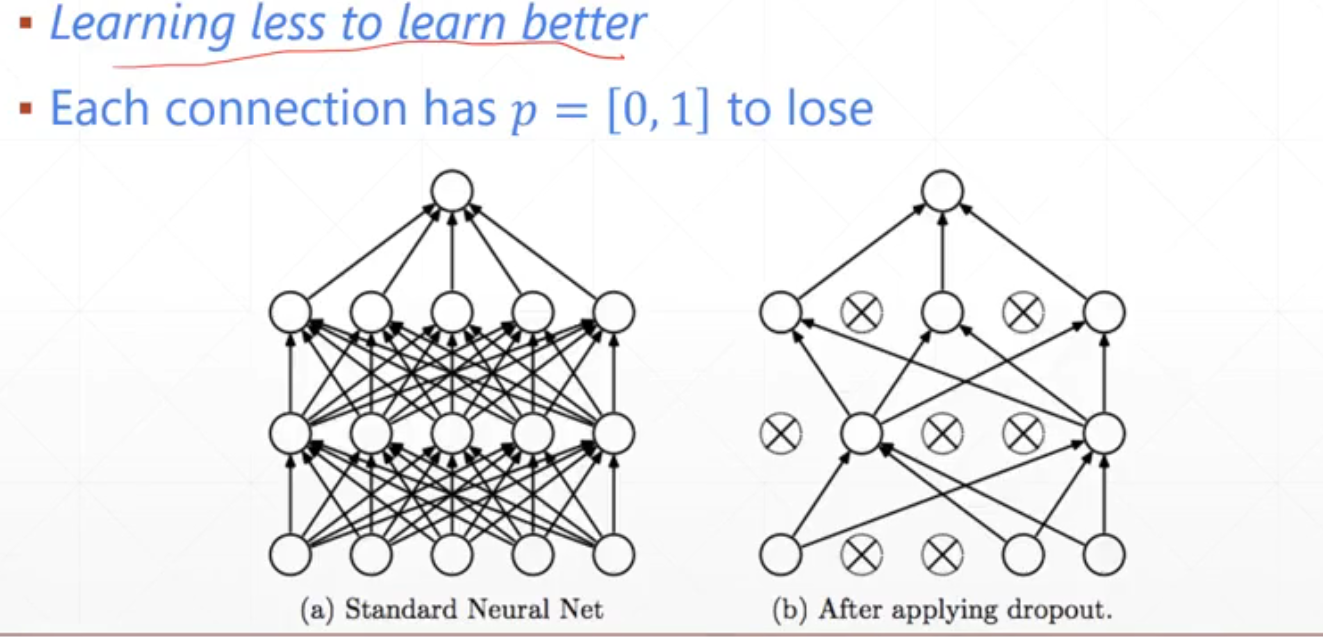 Learning less to learn better
Each connection has p = [0, 1] to lose
(a) Standard Neural Net
(b) After applying dropout.